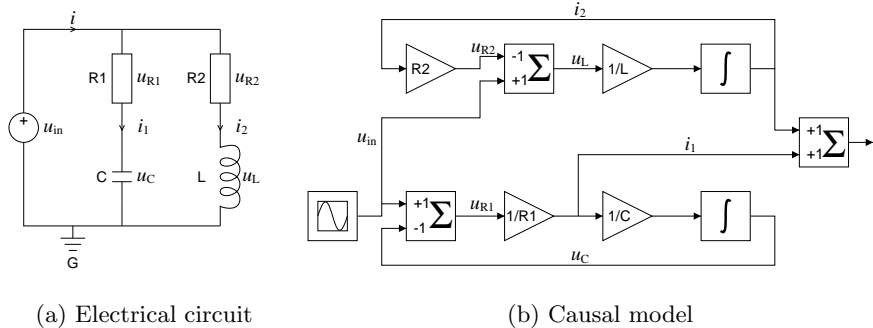 i
R1
u_R1
R2
u_R2
+
u_in
i_1
i_2
C
u_C
L
u_L
G
(a) Electrical circuit
i_2
R2
u_R2
-1
+1
Σ
u_L
1/L
∫
u_in
i_1
+1
+1
Σ
+1
-1
Σ
u_R1
1/R1
1/C
∫
u_C
(b) Causal model